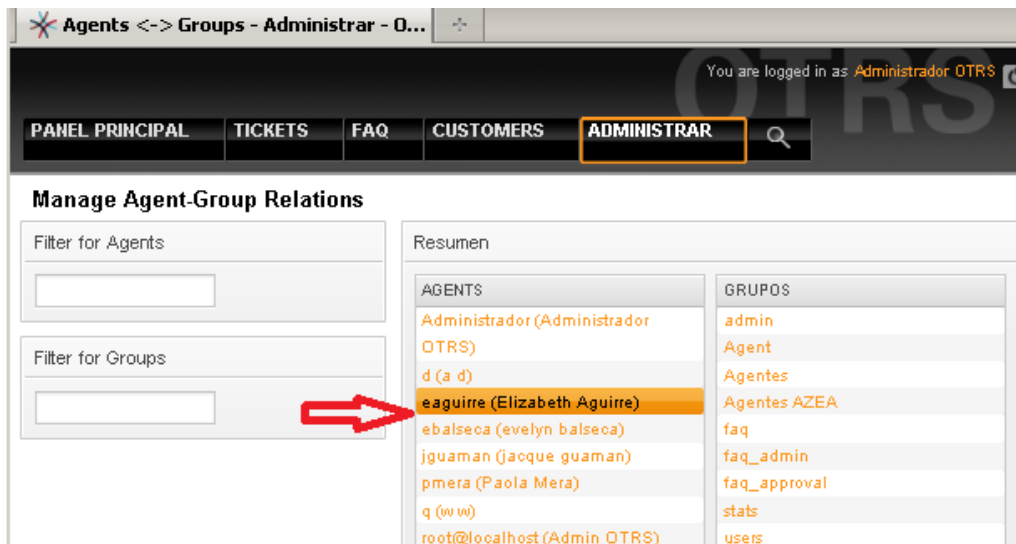 Agents <-> Groups - Administrar - O...
You are logged in as Administrador OTRS
OTRS
PANEL PRINCIPAL TICKETS FAQ CUSTOMERS ADMINISTRAR
Manage Agent-Group Relations
Filter for Agents
Filter for Groups
Resumen
AGENTS
Administrador (Administrador
OTRS)
d (a d)
eaguirre (Elizabeth Aguirre)
ebalseca (evelyn balseca)
jguaman (jacque guaman)
pmera (Paola Mera)
q (w w)
root@localhost (Admin OTRS)
GRUPOS
admin
Agent
Agentes
Agentes AZEA
faq
faq_admin
faq_approval
stats
users